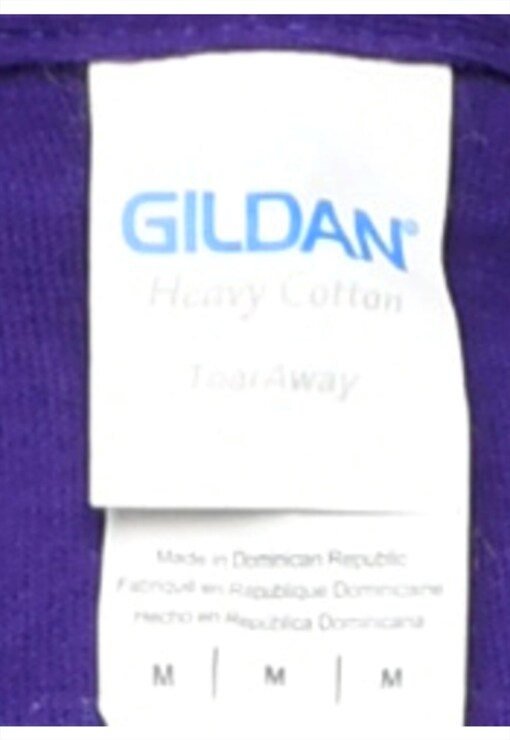 GILDAN®
Heavy Cotton
TearAway
Made in Dominican Republic
Fabriqué en République Dominicaine
Hecho en República Dominicana
M | M | M